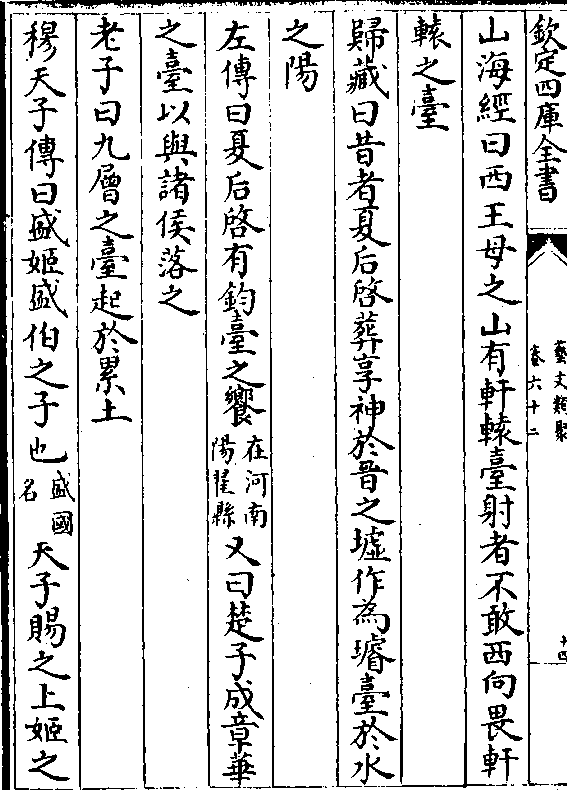 欽定四庫全書
藝文類聚
卷六十二
十四
山海經曰西王母之山有軒轅臺射者不敢西向畏軒
轅之臺
歸藏曰昔者夏后啓葬享神於晋之墟作為璿臺於水
之陽
左傳曰夏后啓有鈞臺之饗在河南陽翟縣又曰楚子成章華
之臺以與諸侯落之
老子曰九層之臺起於累土
穆天子傳曰盛姬盛伯之子也盛國名天子賜之上姬之